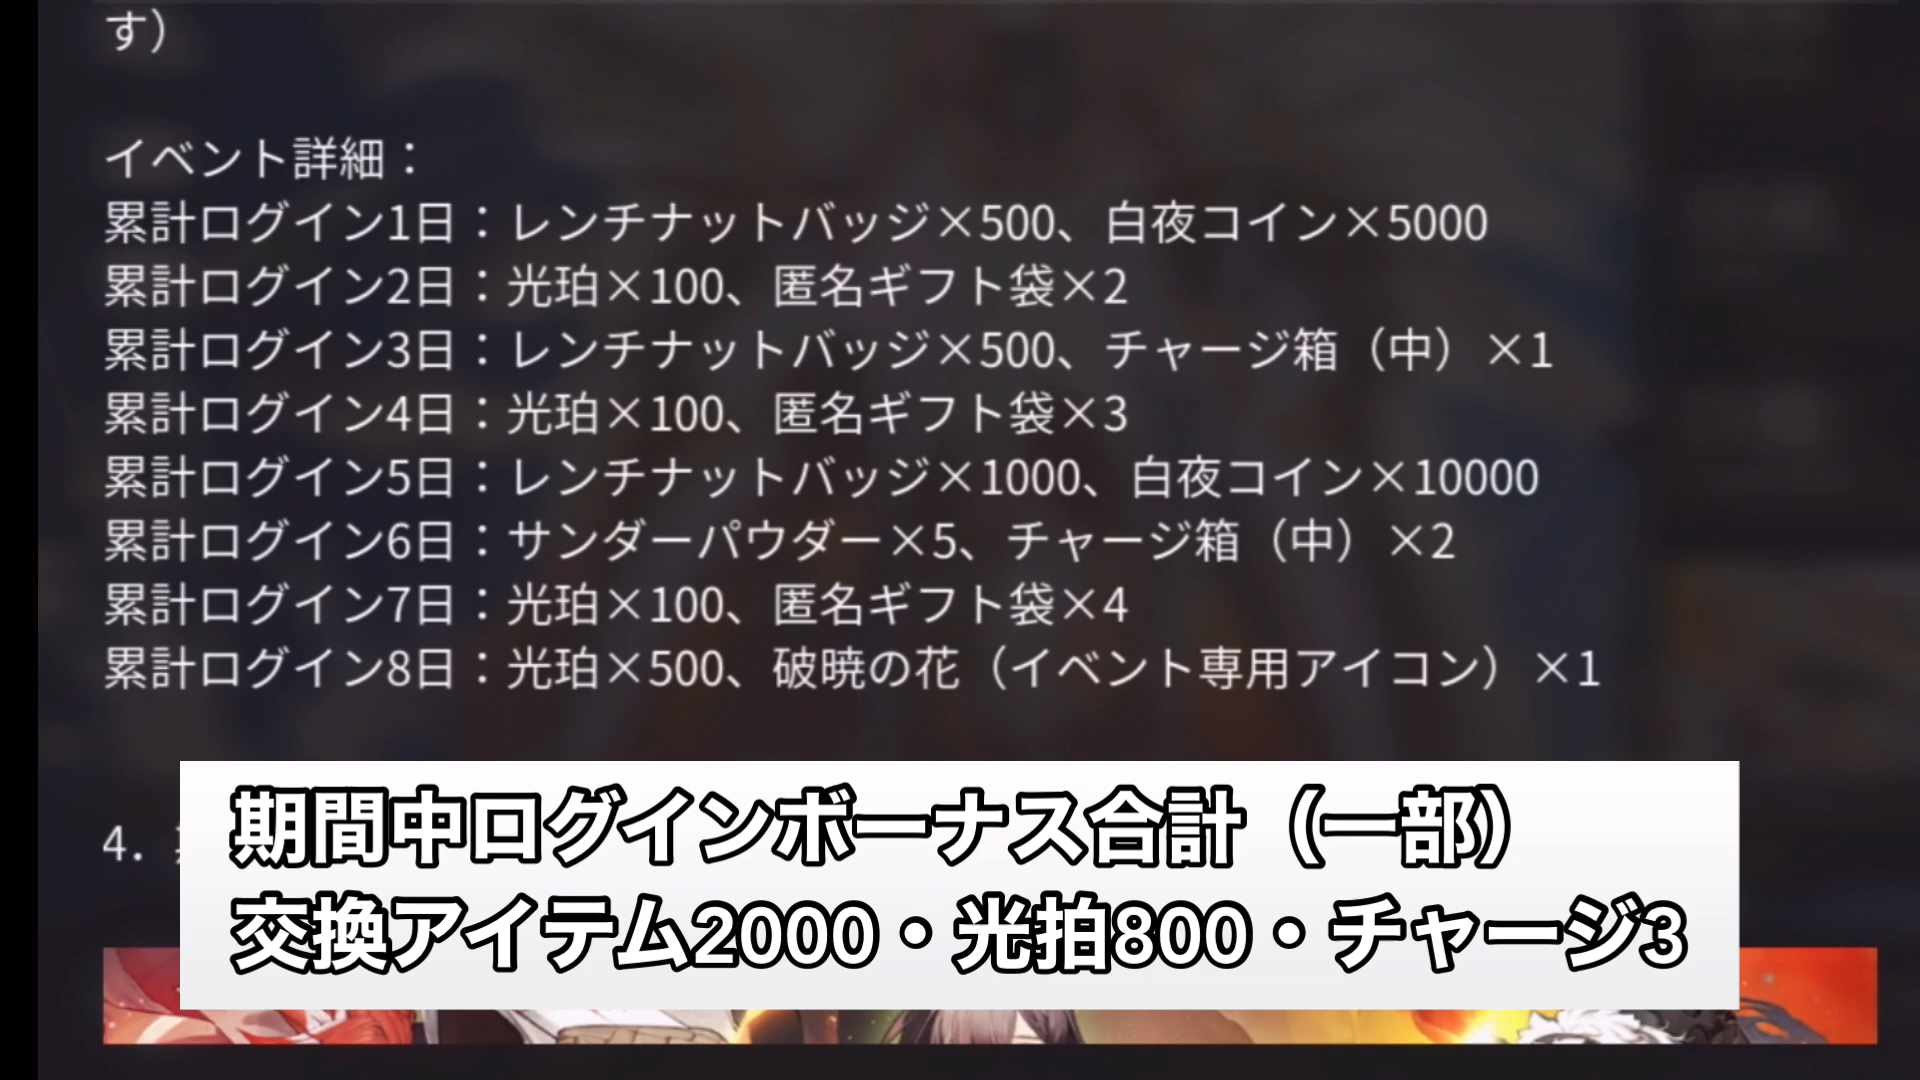 す）
イベント詳細：
累計ログイン1日：レンチナットバッジ×500、白夜コイン×5000
累計ログイン2日：光珀×100、匿名ギフト袋×2
累計ログイン3日：レンチナットバッジ×500、チャージ箱（中）×1
累計ログイン4日：光珀×100、匿名ギフト袋×3
累計ログイン5日：レンチナットバッジ×1000、白夜コイン×10000
累計ログイン6日：サンダーパウダー×5、チャージ箱（中）×2
累計ログイン7日：光珀×100、匿名ギフト袋×4
累計ログイン8日：光珀×500、破暁の花（イベント専用アイコン）×1
4.
期間中ログインボーナス合計（一部）
交換アイテム2000・光拍800・チャージ3